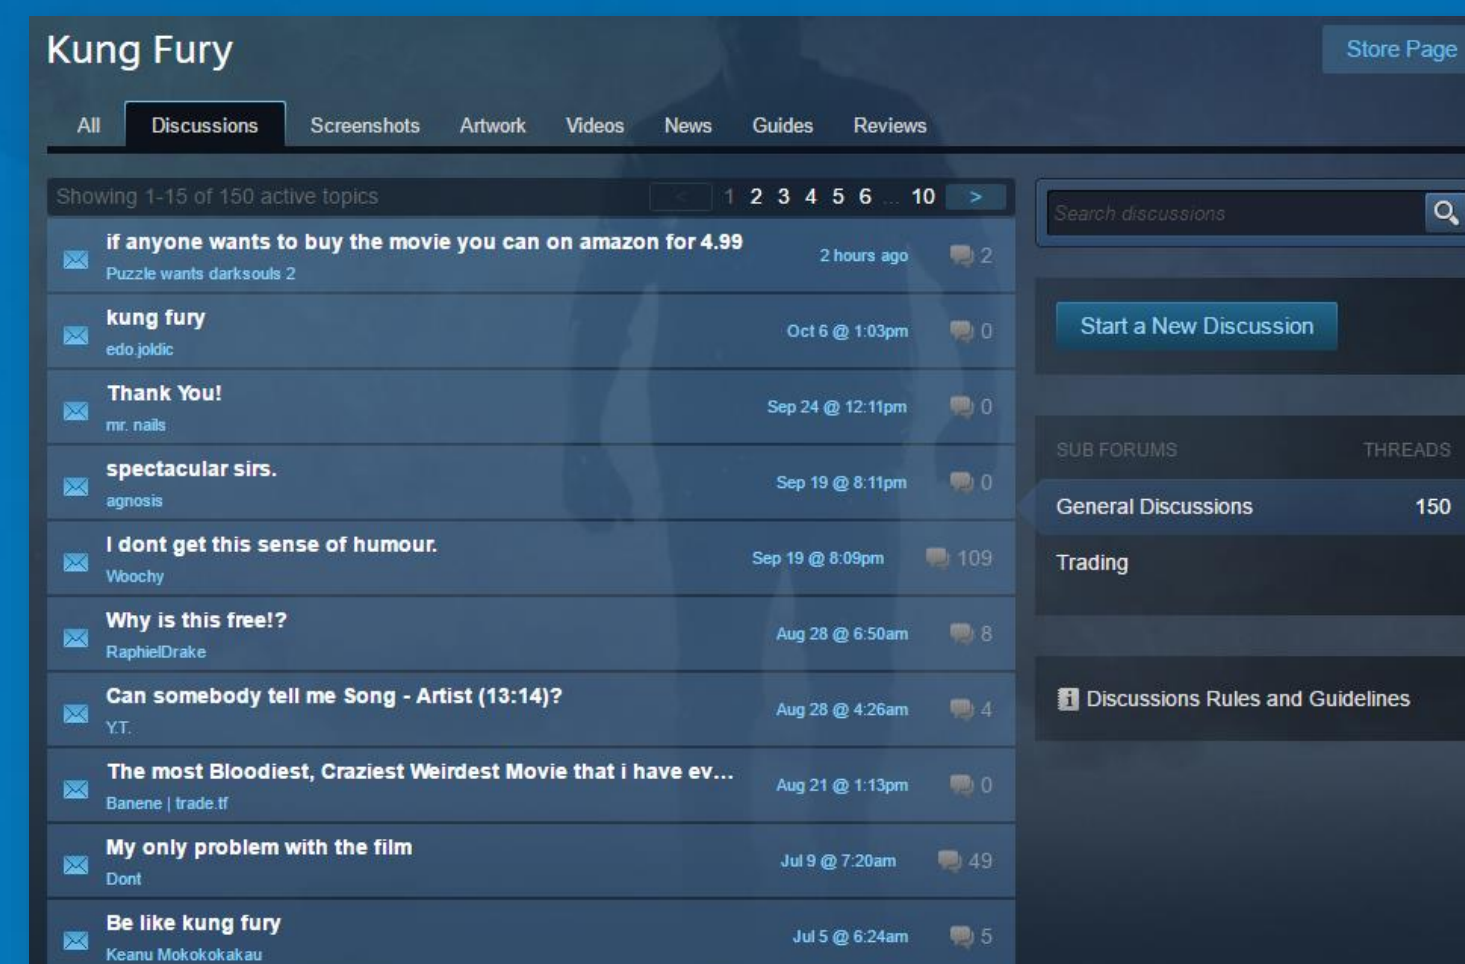 Kung Fury
Store Page
All Discussions Screenshots Artwork Videos News Guides Reviews
Showing 1-15 of 150 active topics
< 1 2 3 4 5 6 ... 10 >
Search discussions
if anyone wants to buy the movie you can on amazon for 4.99
Puzzle wants darksouls 2
2 hours ago
2
kung fury
edo.joldic
Oct 6 @ 1:03pm
0
Start a New Discussion
Thank You!
mr. nails
Sep 24 @ 12:11pm
0
spectacular sirs.
agnosis
Sep 19 @ 8:11pm
0
I dont get this sense of humour.
Woochy
Sep 19 @ 8:09pm
109
Why is this free!?
RaphielDrake
Aug 28 @ 6:50am
8
Can somebody tell me Song - Artist (13:14)?
Y.T.
Aug 28 @ 4:26am
4
The most Bloodiest, Craziest Weirdest Movie that i have ev...
Banene | trade.tf
Aug 21 @ 1:13pm
0
My only problem with the film
Dont
Jul 9 @ 7:20am
49
Be like kung fury
Keanu Mokokokakau
Jul 5 @ 6:24am
5
SUB FORUMS THREADS
General Discussions 150
Trading
Discussions Rules and Guidelines